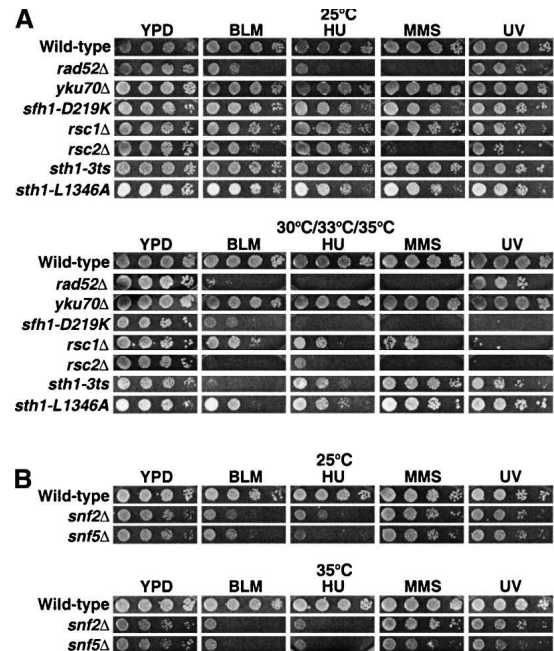 A
25ºC
YPD BLM HU MMS UV
Wild-type
rad52Δ
yku70Δ
sfh1-D219K
rsc1Δ
rsc2Δ
sth1-3ts
sth1-L1346A
30ºC/33ºC/35ºC
YPD BLM HU MMS UV
Wild-type
rad52Δ
yku70Δ
sfh1-D219K
rsc1Δ
rsc2Δ
sth1-3ts
sth1-L1346A
B
25ºC
YPD BLM HU MMS UV
Wild-type
snf2Δ
snf5Δ
35ºC
YPD BLM HU MMS UV
Wild-type
snf2Δ
snf5Δ